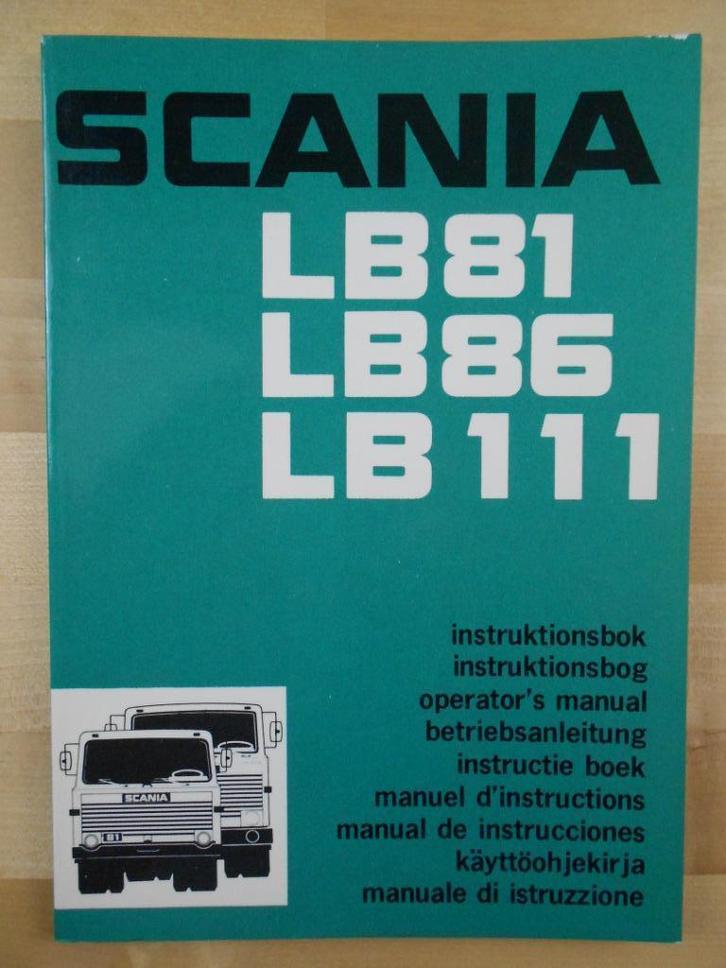 SCANIA
LB81
LB86
LB111
instruktionsbok
instruktionsbog
operator's manual
betriebsanleitung
instructie boek
manuel d'instructions
manual de instrucciones
käyttöohjekirja
manuale di istruzzione
SCANIA
81